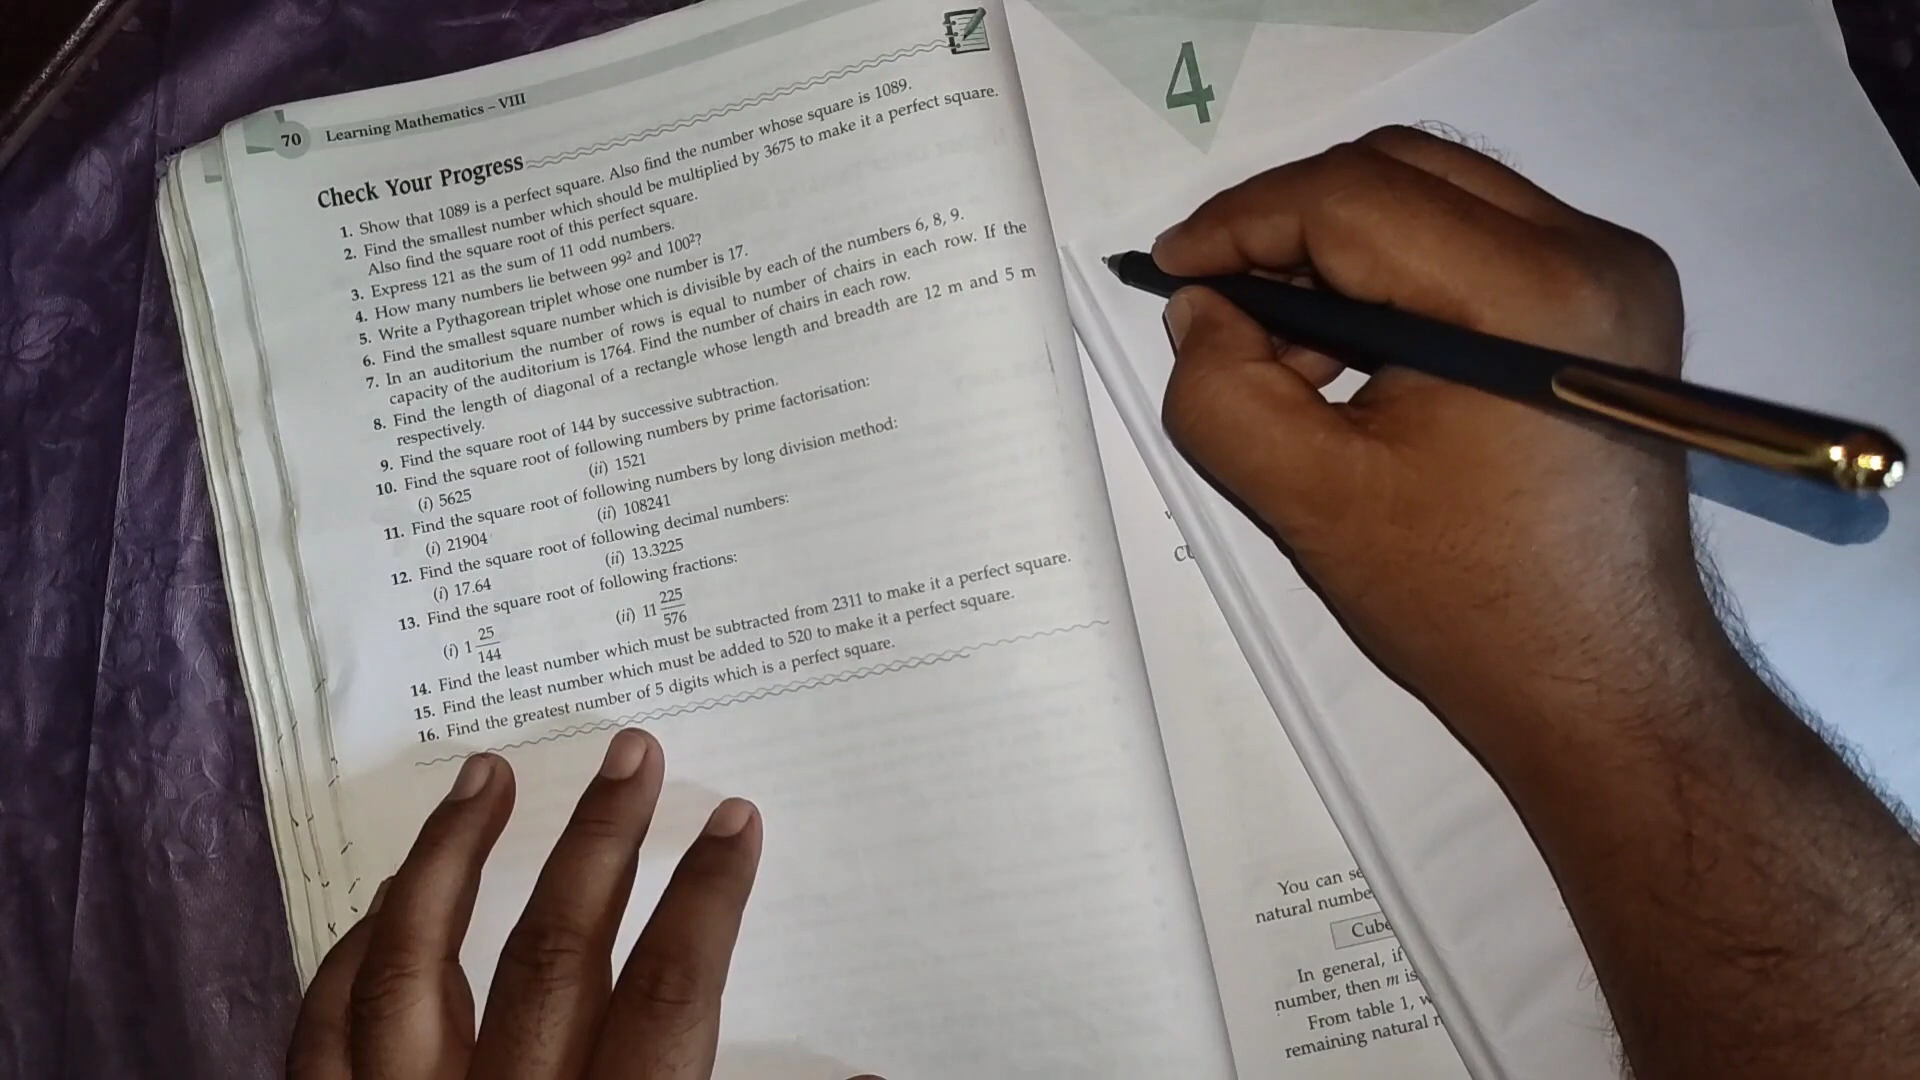 70 Learning Mathematics – VIII
Check Your Progress
1. Show that 1089 is a perfect square. Also find the number whose square is 1089.
2. Find the smallest number which should be multiplied by 3675 to make it a perfect square.
Also find the square root of this perfect square.
3. Express 121 as the sum of 11 odd numbers.
4. How many numbers lie between 99² and 100²?
5. Write a Pythagorean triplet whose one number is 17.
6. Find the smallest square number which is divisible by each of the numbers 6, 8, 9.
7. In an auditorium the number of rows is equal to number of chairs in each row. If the
capacity of the auditorium is 1764. Find the number of chairs in each row.
8. Find the length of diagonal of a rectangle whose length and breadth are 12 m and 5 m
respectively.
9. Find the square root of 144 by successive subtraction.
10. Find the square root of following numbers by prime factorisation:
(i) 5625 (ii) 1521
11. Find the square root of following numbers by long division method:
(i) 21904 (ii) 108241
12. Find the square root of following decimal numbers:
(i) 17.64 (ii) 13.3225
13. Find the square root of following fractions:
(i) 1 25/144 (ii) 11 225/576
14. Find the least number which must be subtracted from 2311 to make it a perfect square.
15. Find the least number which must be added to 520 to make it a perfect square.
16. Find the greatest number of 5 digits which is a perfect square.
4
You can
natural
In general, if
number, then m is
From table 1,
remaining natural